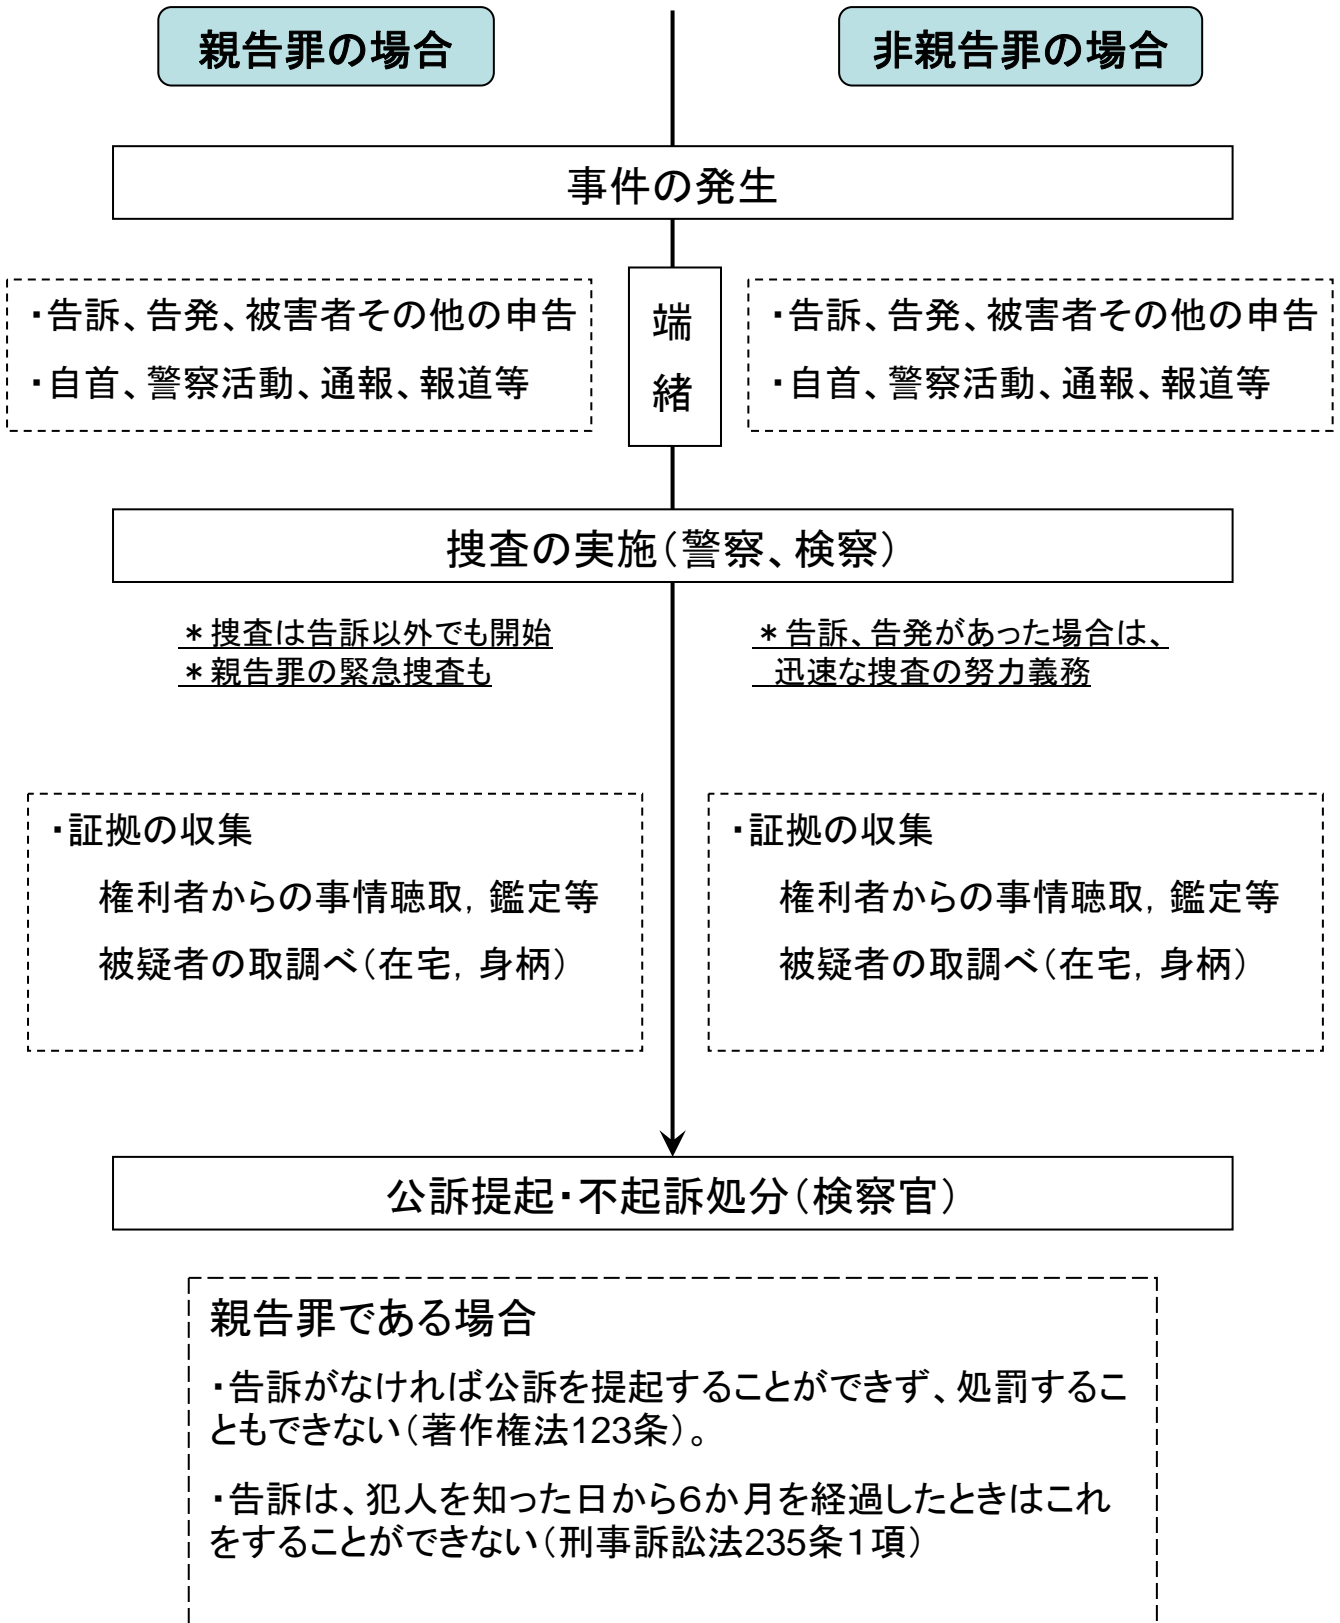 親告罪の場合
非親告罪の場合
事件の発生
・告訴、告発、被害者その他の申告
・自首、警察活動、通報、報道等
端
緒
・告訴、告発、被害者その他の申告
・自首、警察活動、通報、報道等
捜査の実施（警察、検察）
＊捜査は告訴以外でも開始
＊親告罪の緊急捜査も
＊告訴、告発があった場合は、
迅速な捜査の努力義務
・証拠の収集
権利者からの事情聴取，鑑定等
被疑者の取調べ（在宅，身柄）
・証拠の収集
権利者からの事情聴取，鑑定等
被疑者の取調べ（在宅，身柄）
公訴提起・不起訴処分（検察官）
親告罪である場合
・告訴がなければ公訴を提起することができず、処罰するこ
ともできない（著作権法123条）。
・告訴は、犯人を知った日から６か月を経過したときはこれ
をすることができない（刑事訴訟法235条１項）